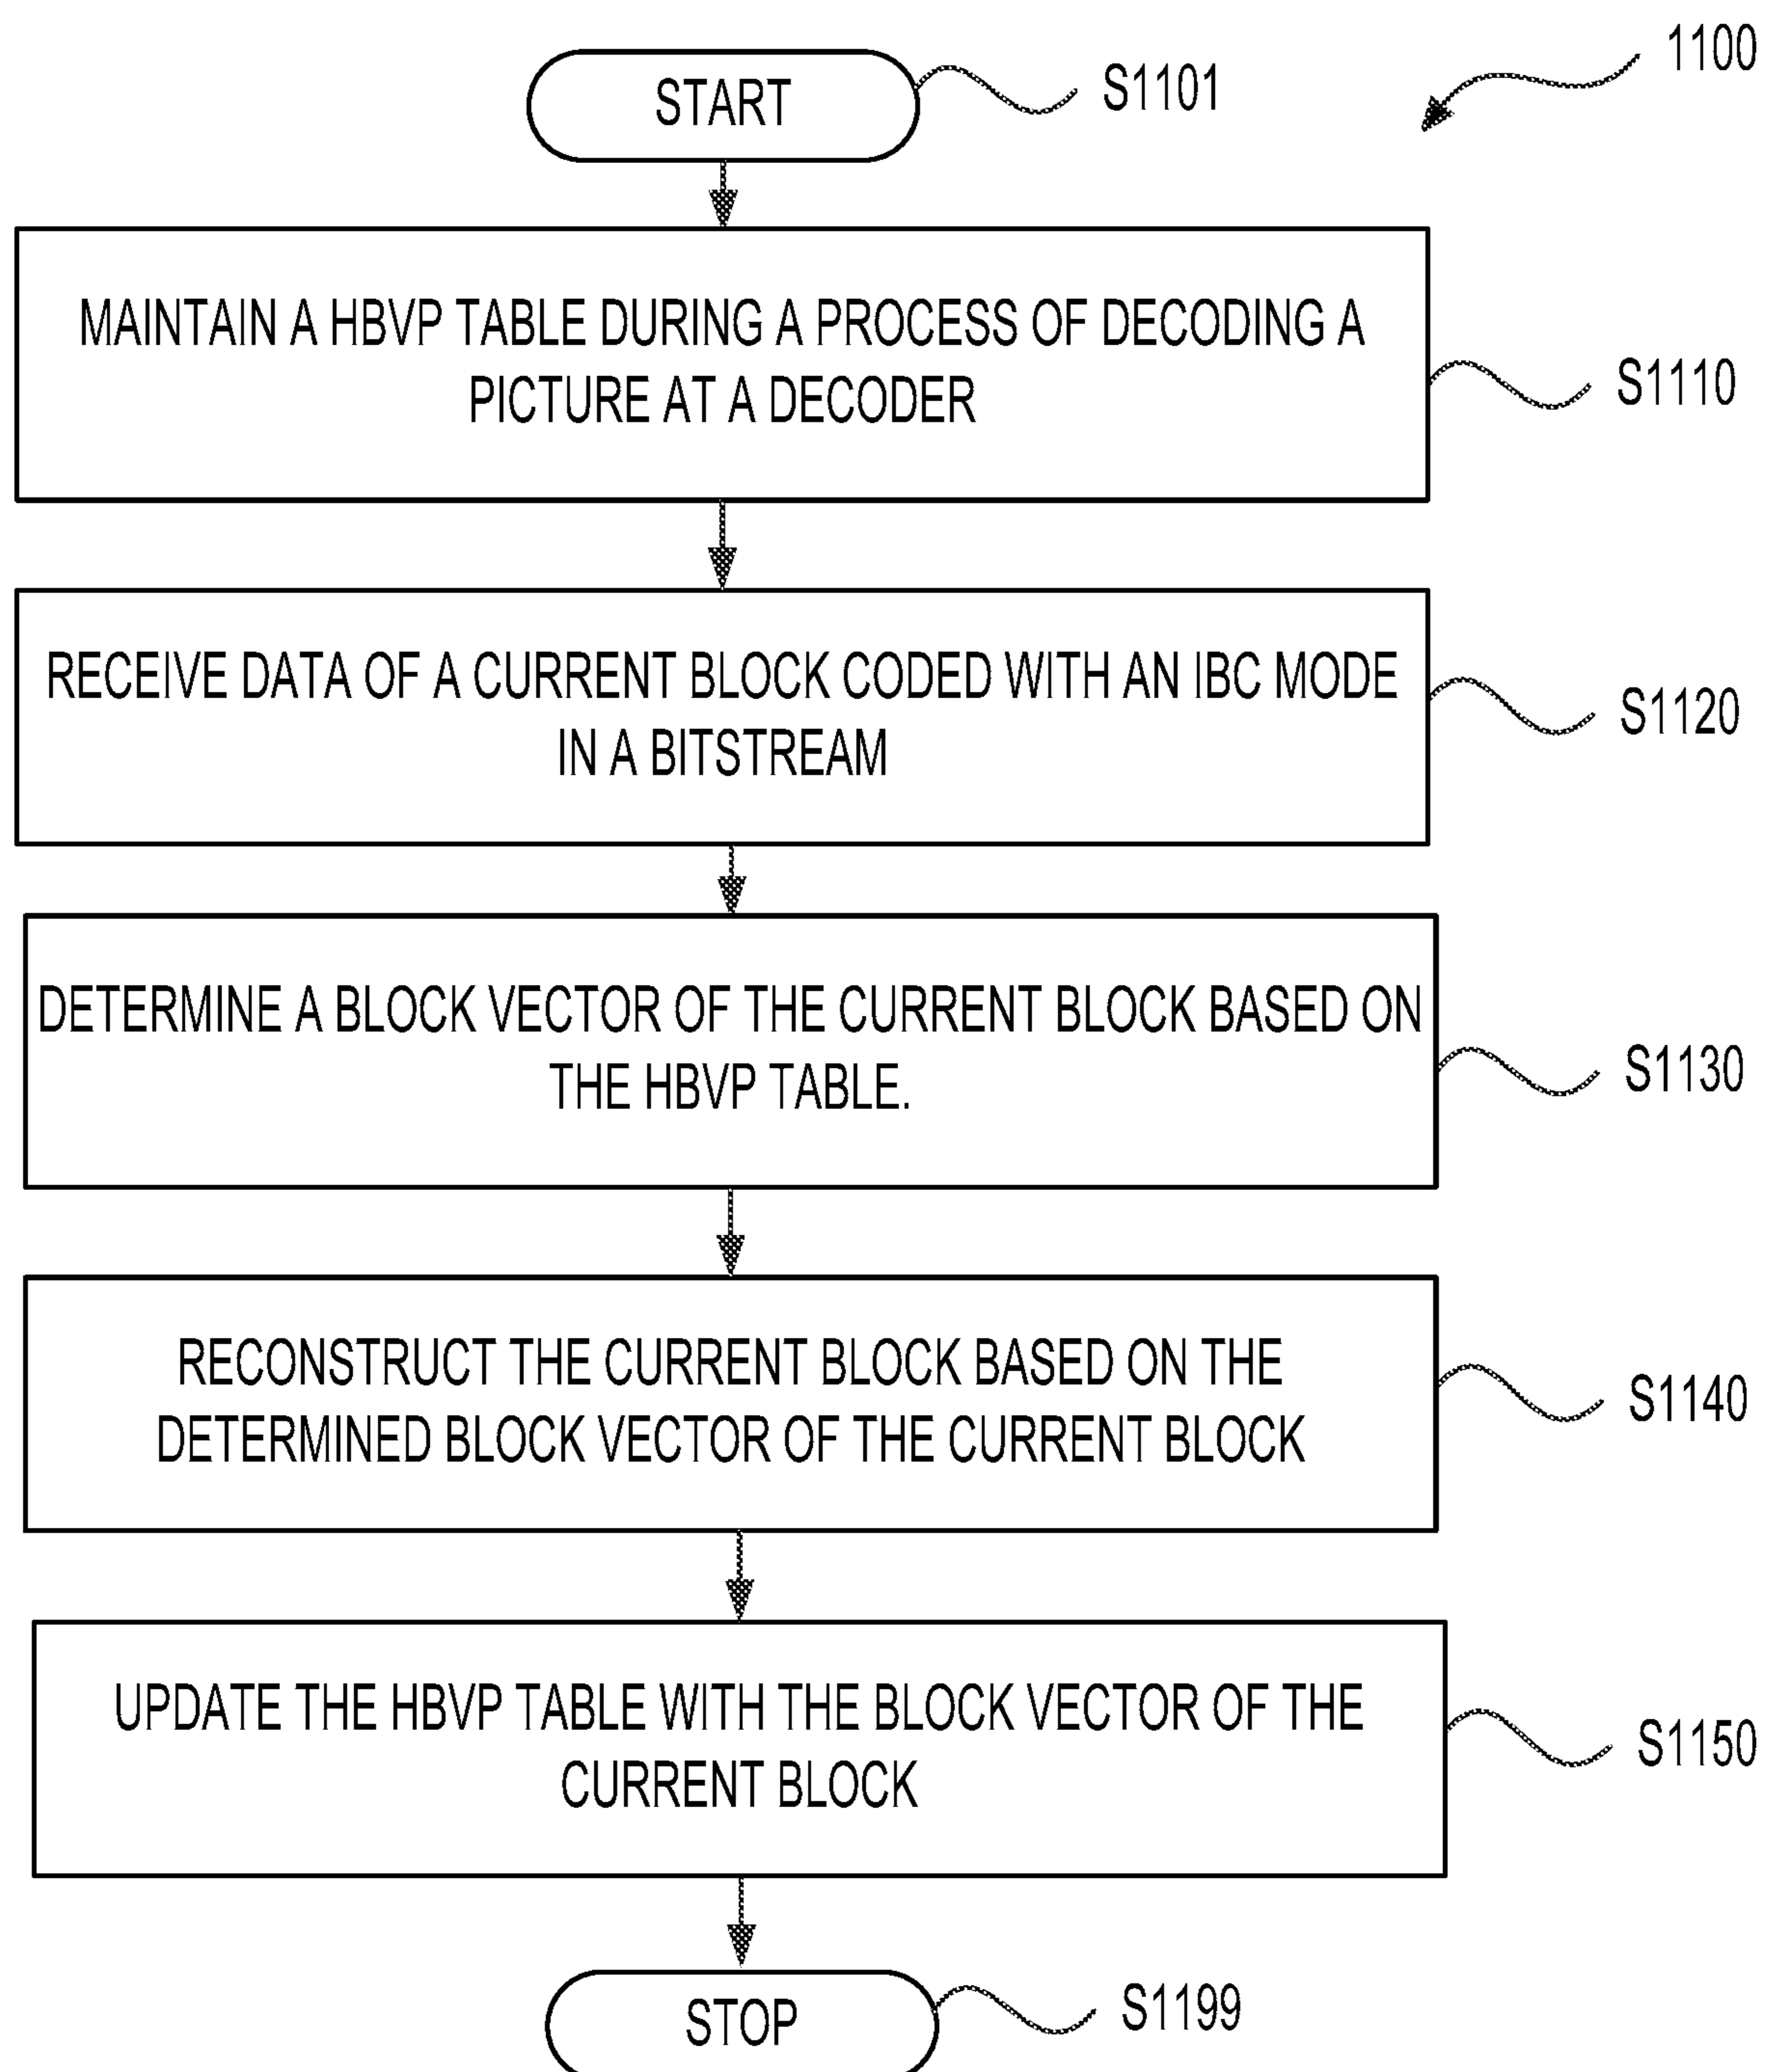 1100
START
S1101
MAINTAIN A HBVP TABLE DURING A PROCESS OF DECODING A
PICTURE AT A DECODER
S1110
RECEIVE DATA OF A CURRENT BLOCK CODED WITH AN IBC MODE
IN A BITSTREAM
S1120
DETERMINE A BLOCK VECTOR OF THE CURRENT BLOCK BASED ON
THE HBVP TABLE.
S1130
RECONSTRUCT THE CURRENT BLOCK BASED ON THE
DETERMINED BLOCK VECTOR OF THE CURRENT BLOCK
S1140
UPDATE THE HBVP TABLE WITH THE BLOCK VECTOR OF THE
CURRENT BLOCK
S1150
STOP
S1199